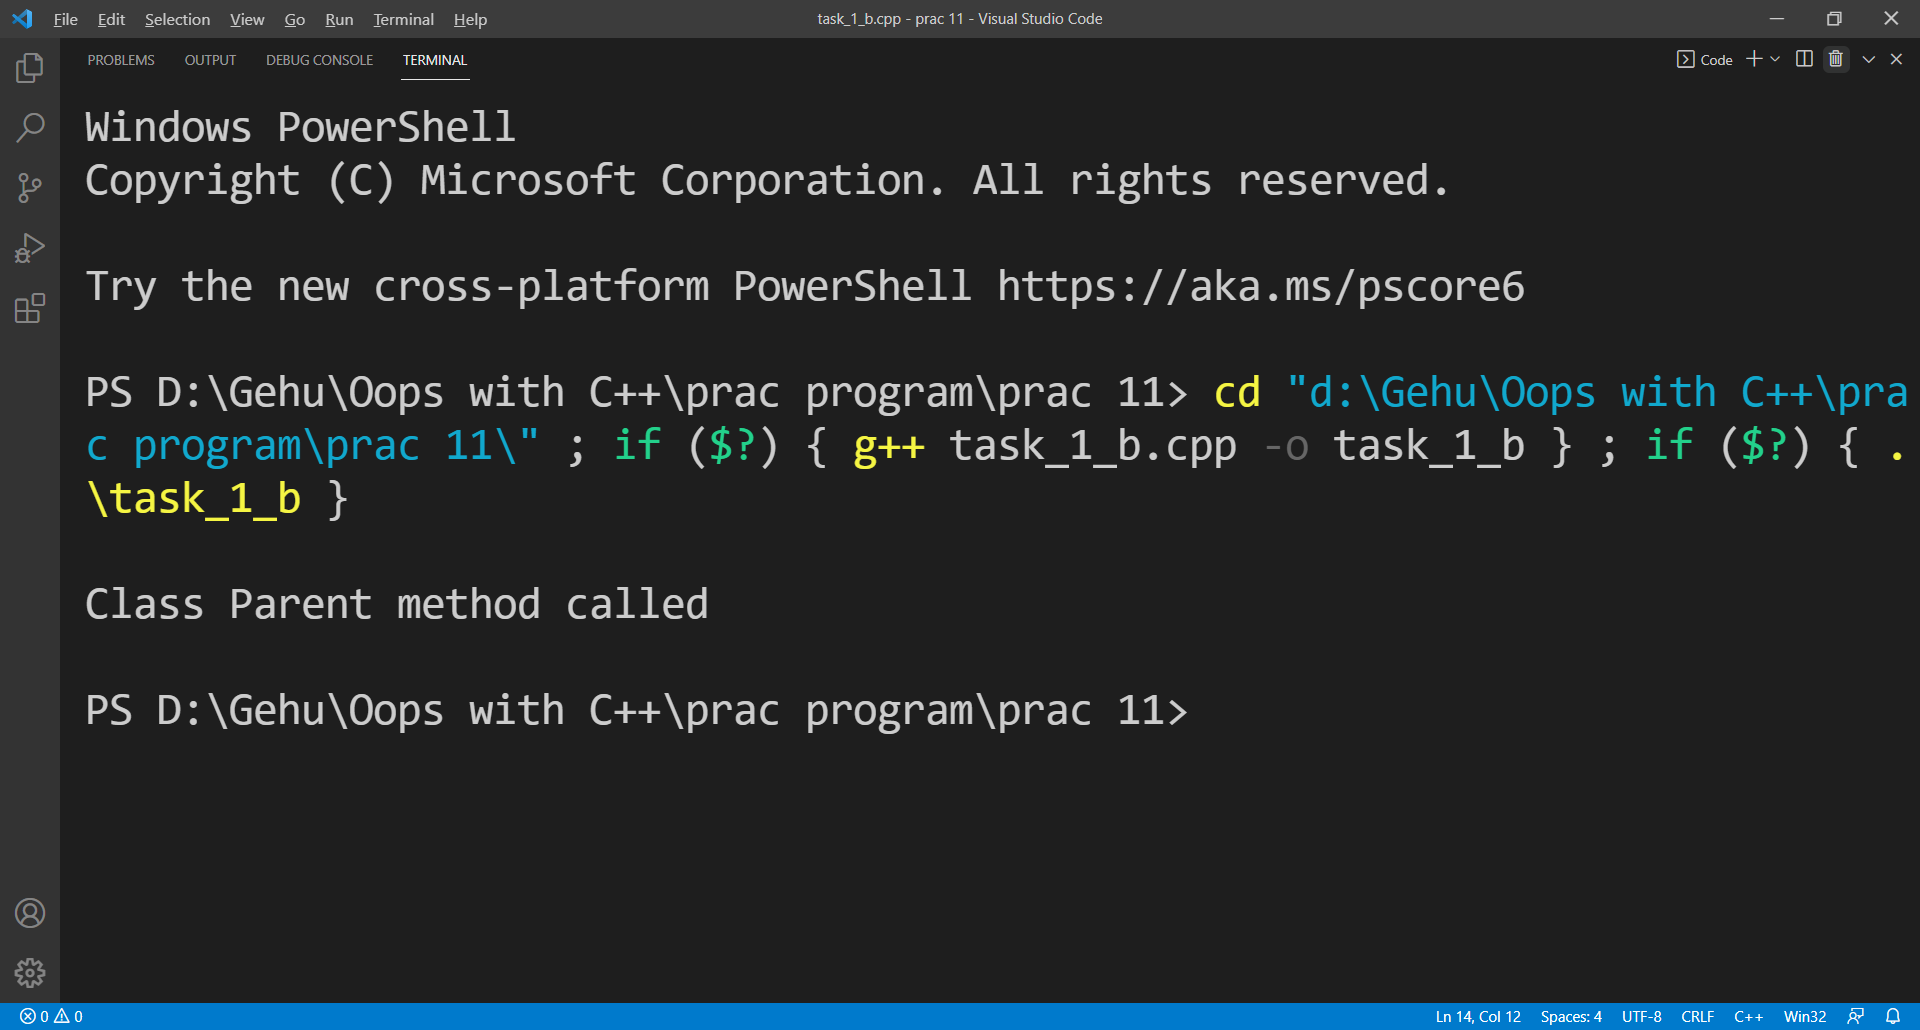 File Edit Selection View Go Run Terminal Help task_1_b.cpp - prac 11 - Visual Studio Code
PROBLEMS OUTPUT DEBUG CONSOLE TERMINAL Code
Windows PowerShell
Copyright (C) Microsoft Corporation. All rights reserved.
Try the new cross-platform PowerShell https://aka.ms/pscore6
PS D:\Gehu\Oops with C++\prac program\prac 11> cd "d:\Gehu\Oops with C++\pra
c program\prac 11\" ; if ($?) { g++ task_1_b.cpp -o task_1_b } ; if ($?) { .
\task_1_b }
Class Parent method called
PS D:\Gehu\Oops with C++\prac program\prac 11>
0 0 Ln 14, Col 12 Spaces: 4 UTF-8 CRLF C++ Win32